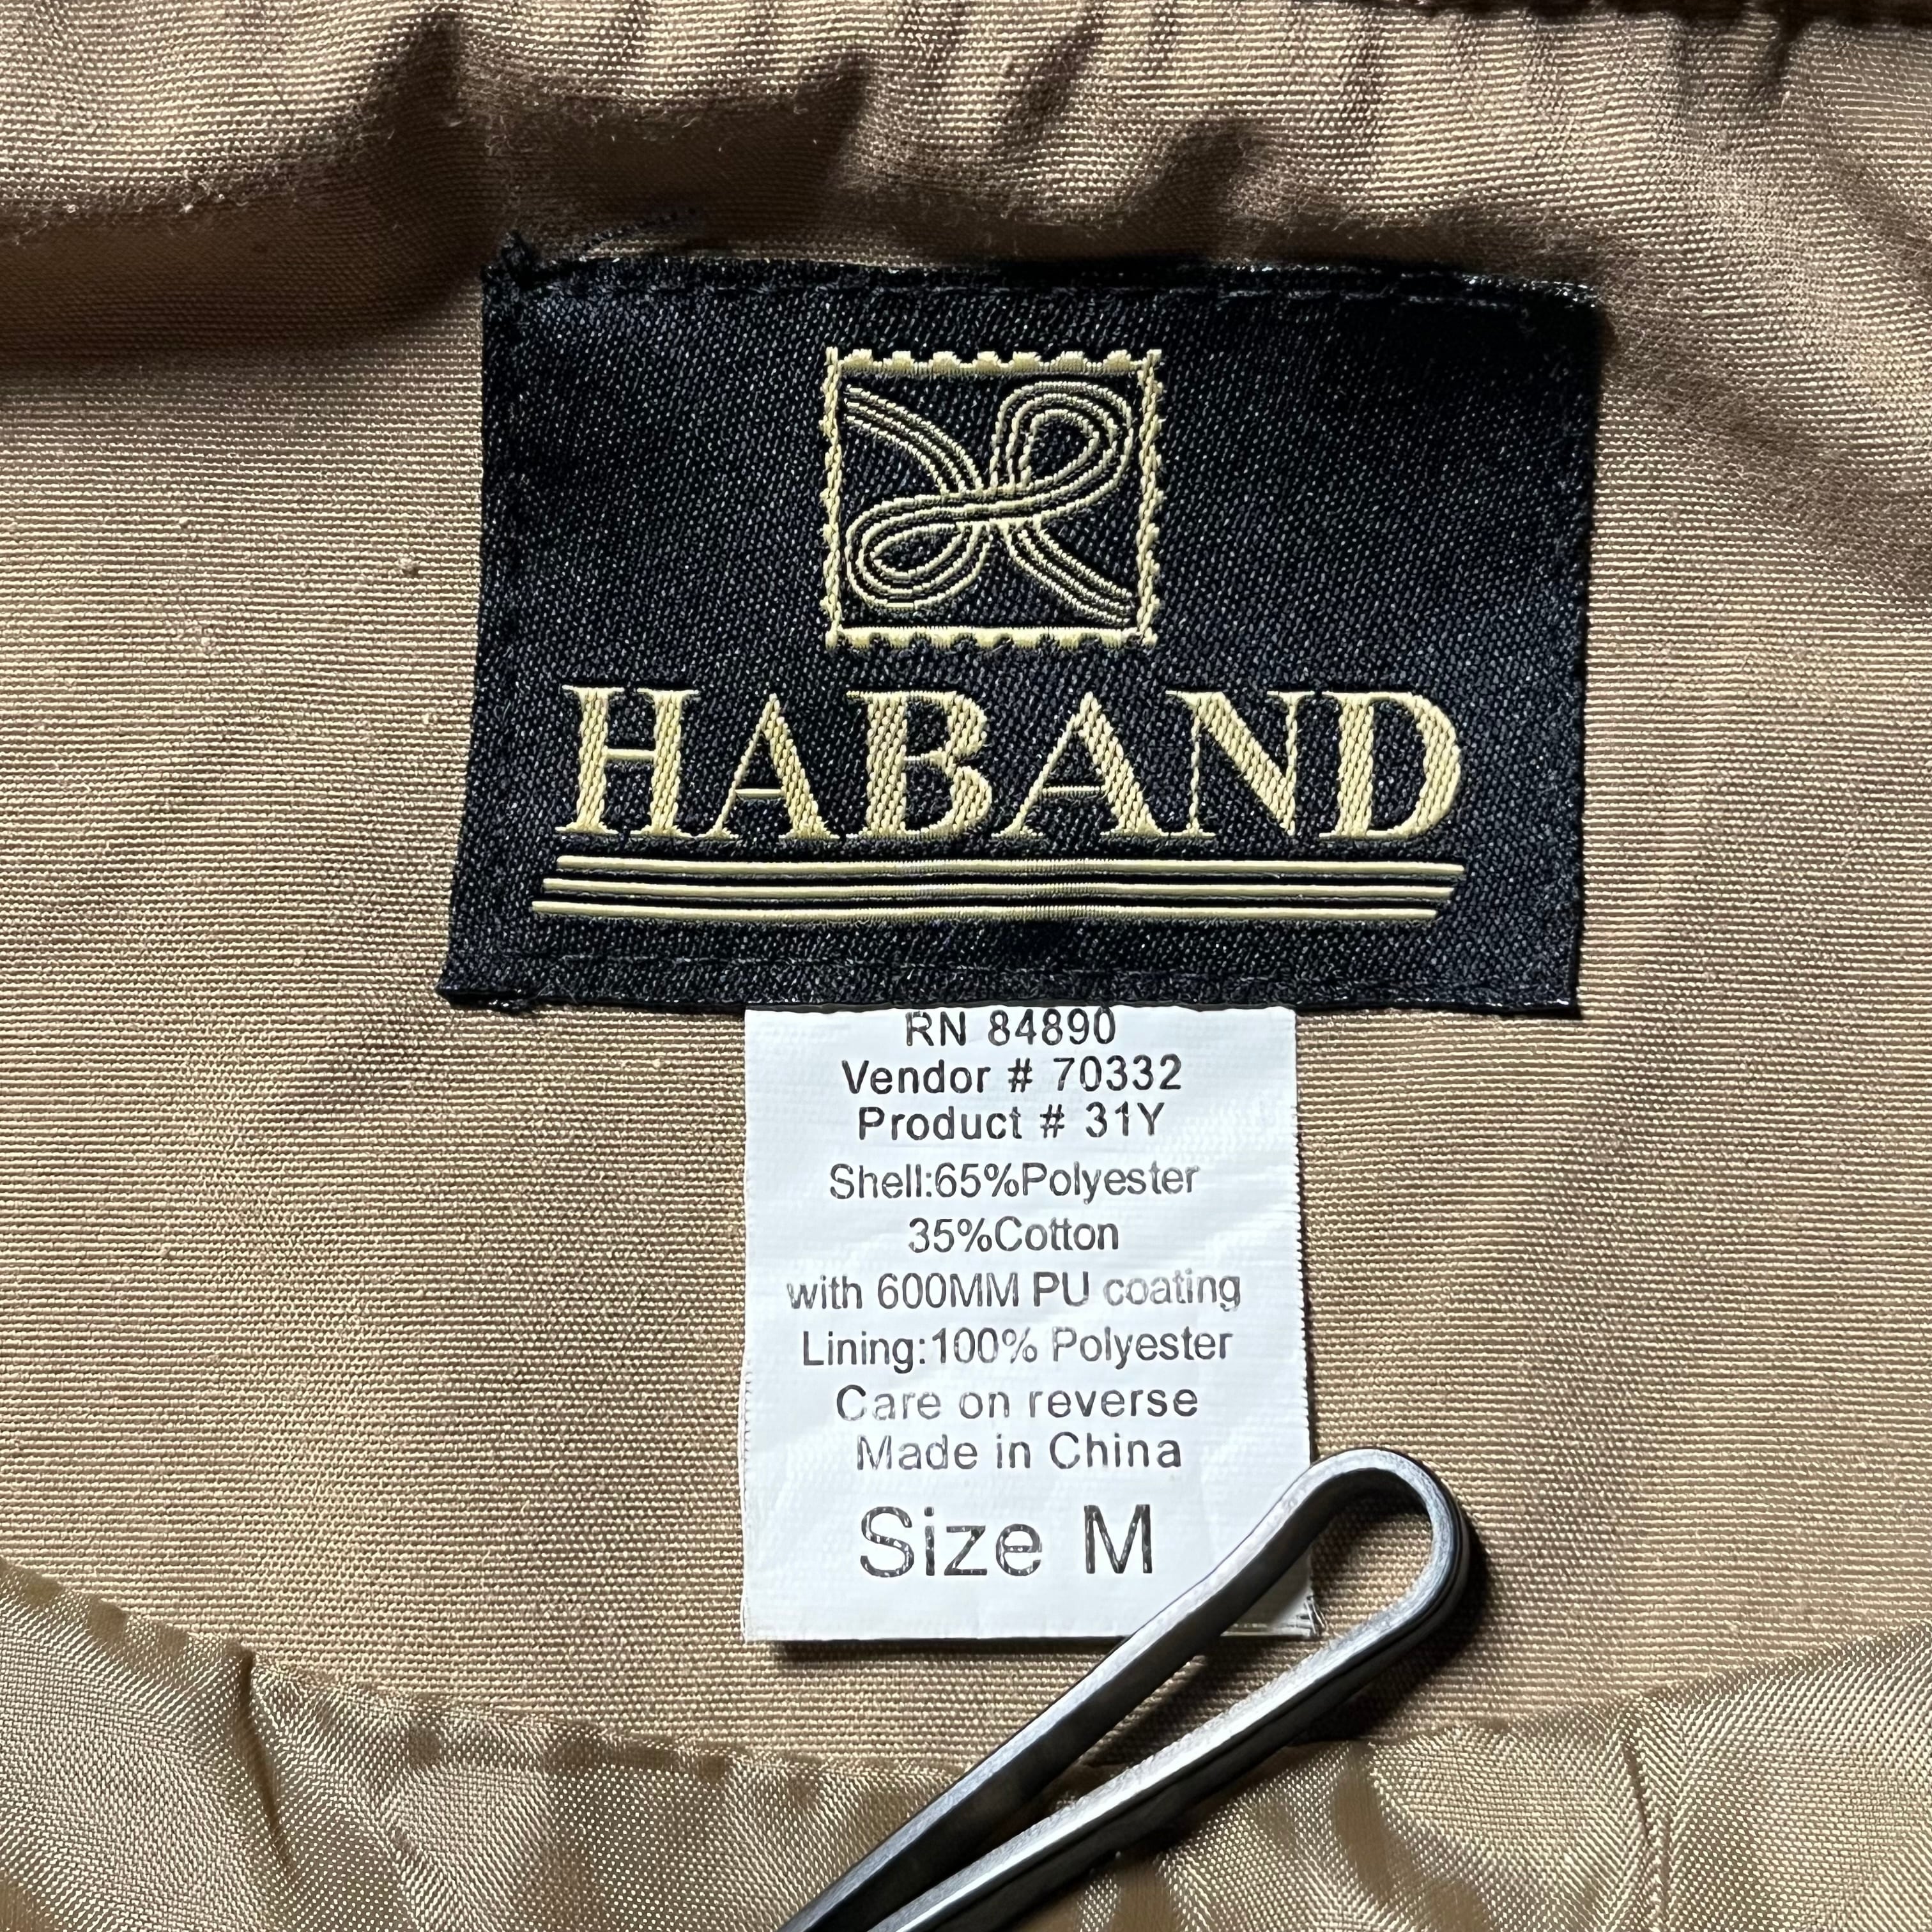 HABAND
RN 84890
Vendor # 70332
Product # 31Y
Shell:65%Polyester
35%Cotton
with 600MM PU coating
Lining:100% Polyester
Care on reverse
Made in China
Size M